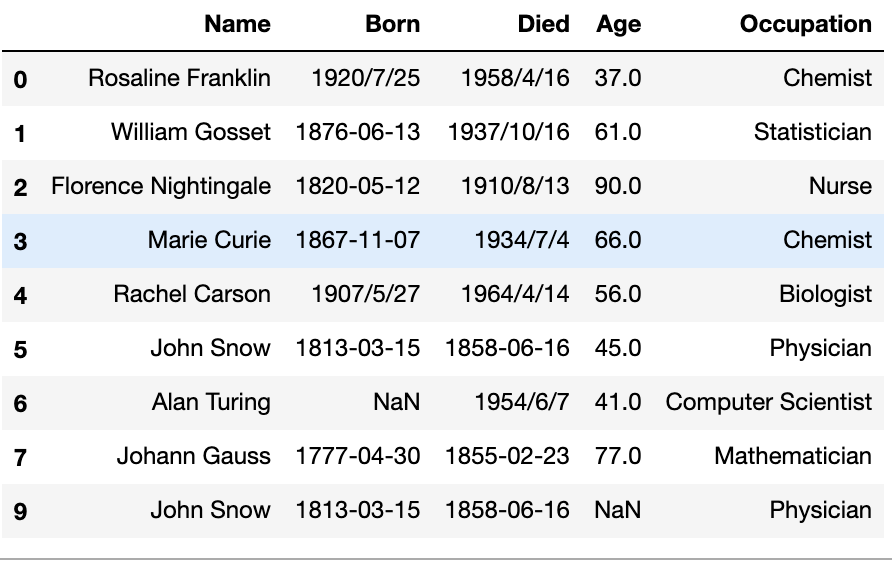 Name Born Died Age Occupation
0 Rosaline Franklin 1920/7/25 1958/4/16 37.0 Chemist
1 William Gosset 1876-06-13 1937/10/16 61.0 Statistician
2 Florence Nightingale 1820-05-12 1910/8/13 90.0 Nurse
3 Marie Curie 1867-11-07 1934/7/4 66.0 Chemist
4 Rachel Carson 1907/5/27 1964/4/14 56.0 Biologist
5 John Snow 1813-03-15 1858-06-16 45.0 Physician
6 Alan Turing NaN 1954/6/7 41.0 Computer Scientist
7 Johann Gauss 1777-04-30 1855-02-23 77.0 Mathematician
9 John Snow 1813-03-15 1858-06-16 NaN Physician